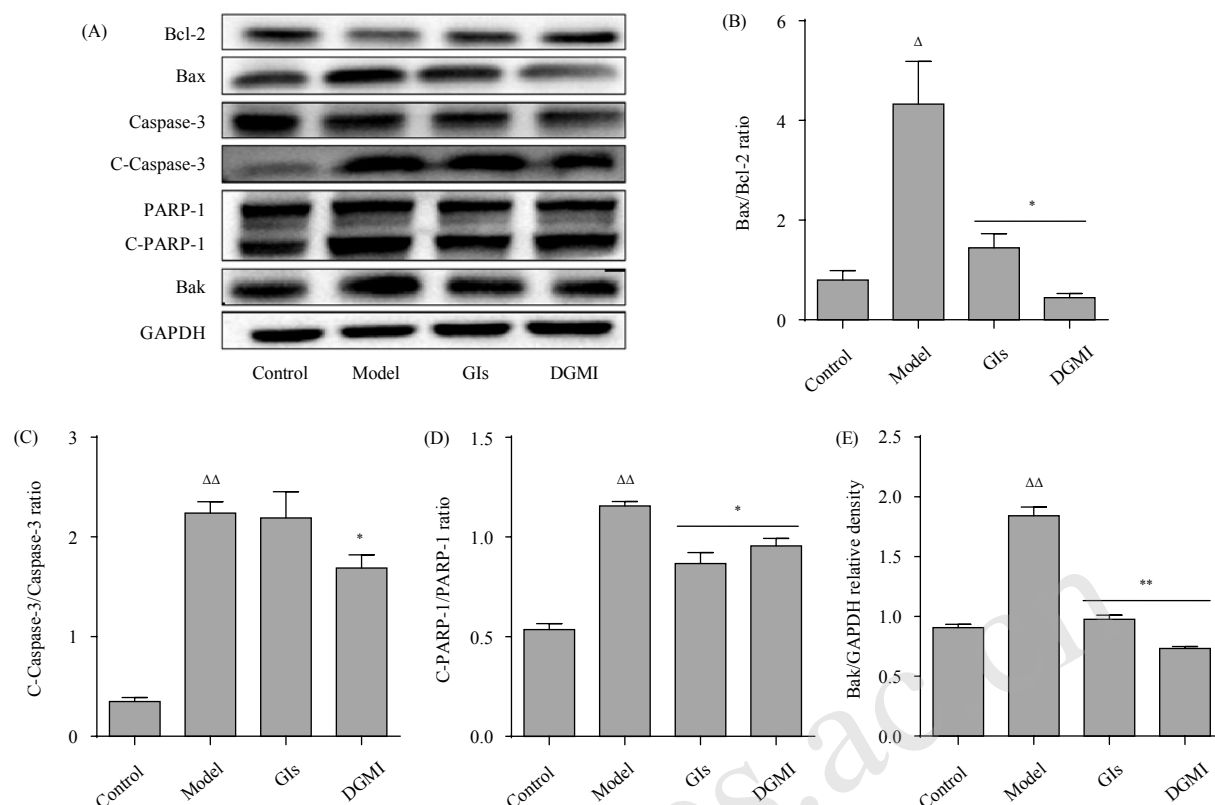 (A)
Bcl-2
Bax
Caspase-3
C-Caspase-3
PARP-1
C-PARP-1
Bak
GAPDH
Control Model GIs DGMI
(B)
Bax/Bcl-2 ratio
6
4
2
0
Δ
*
Control Model GIs DGMI
(C)
C-Caspase-3/Caspase-3 ratio
3
2
1
0
ΔΔ
*
Control Model GIs DGMI
(D)
C-PARP-1/PARP-1 ratio
1.5
1.0
0.5
0
ΔΔ
*
Control Model GIs DGMI
(E)
Bak/GAPDH relative density
2.5
2.0
1.5
1.0
0.5
0.0
ΔΔ
**
Control Model GIs DGMI